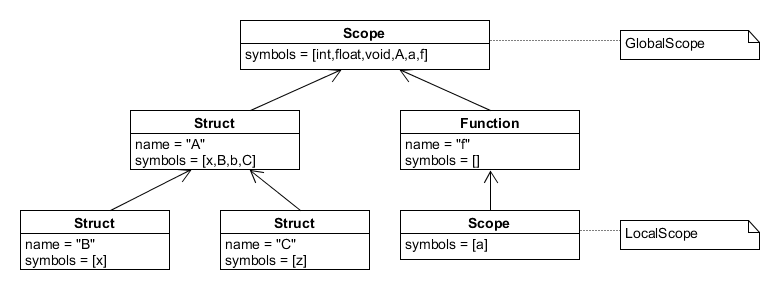 Scope
symbols = [int,float,void,A,a,f]
GlobalScope
Struct
name = "A"
symbols = [x,B,b,C]
Function
name = "f"
symbols = []
Struct
name = "B"
symbols = [x]
Struct
name = "C"
symbols = [z]
Scope
symbols = [a]
LocalScope